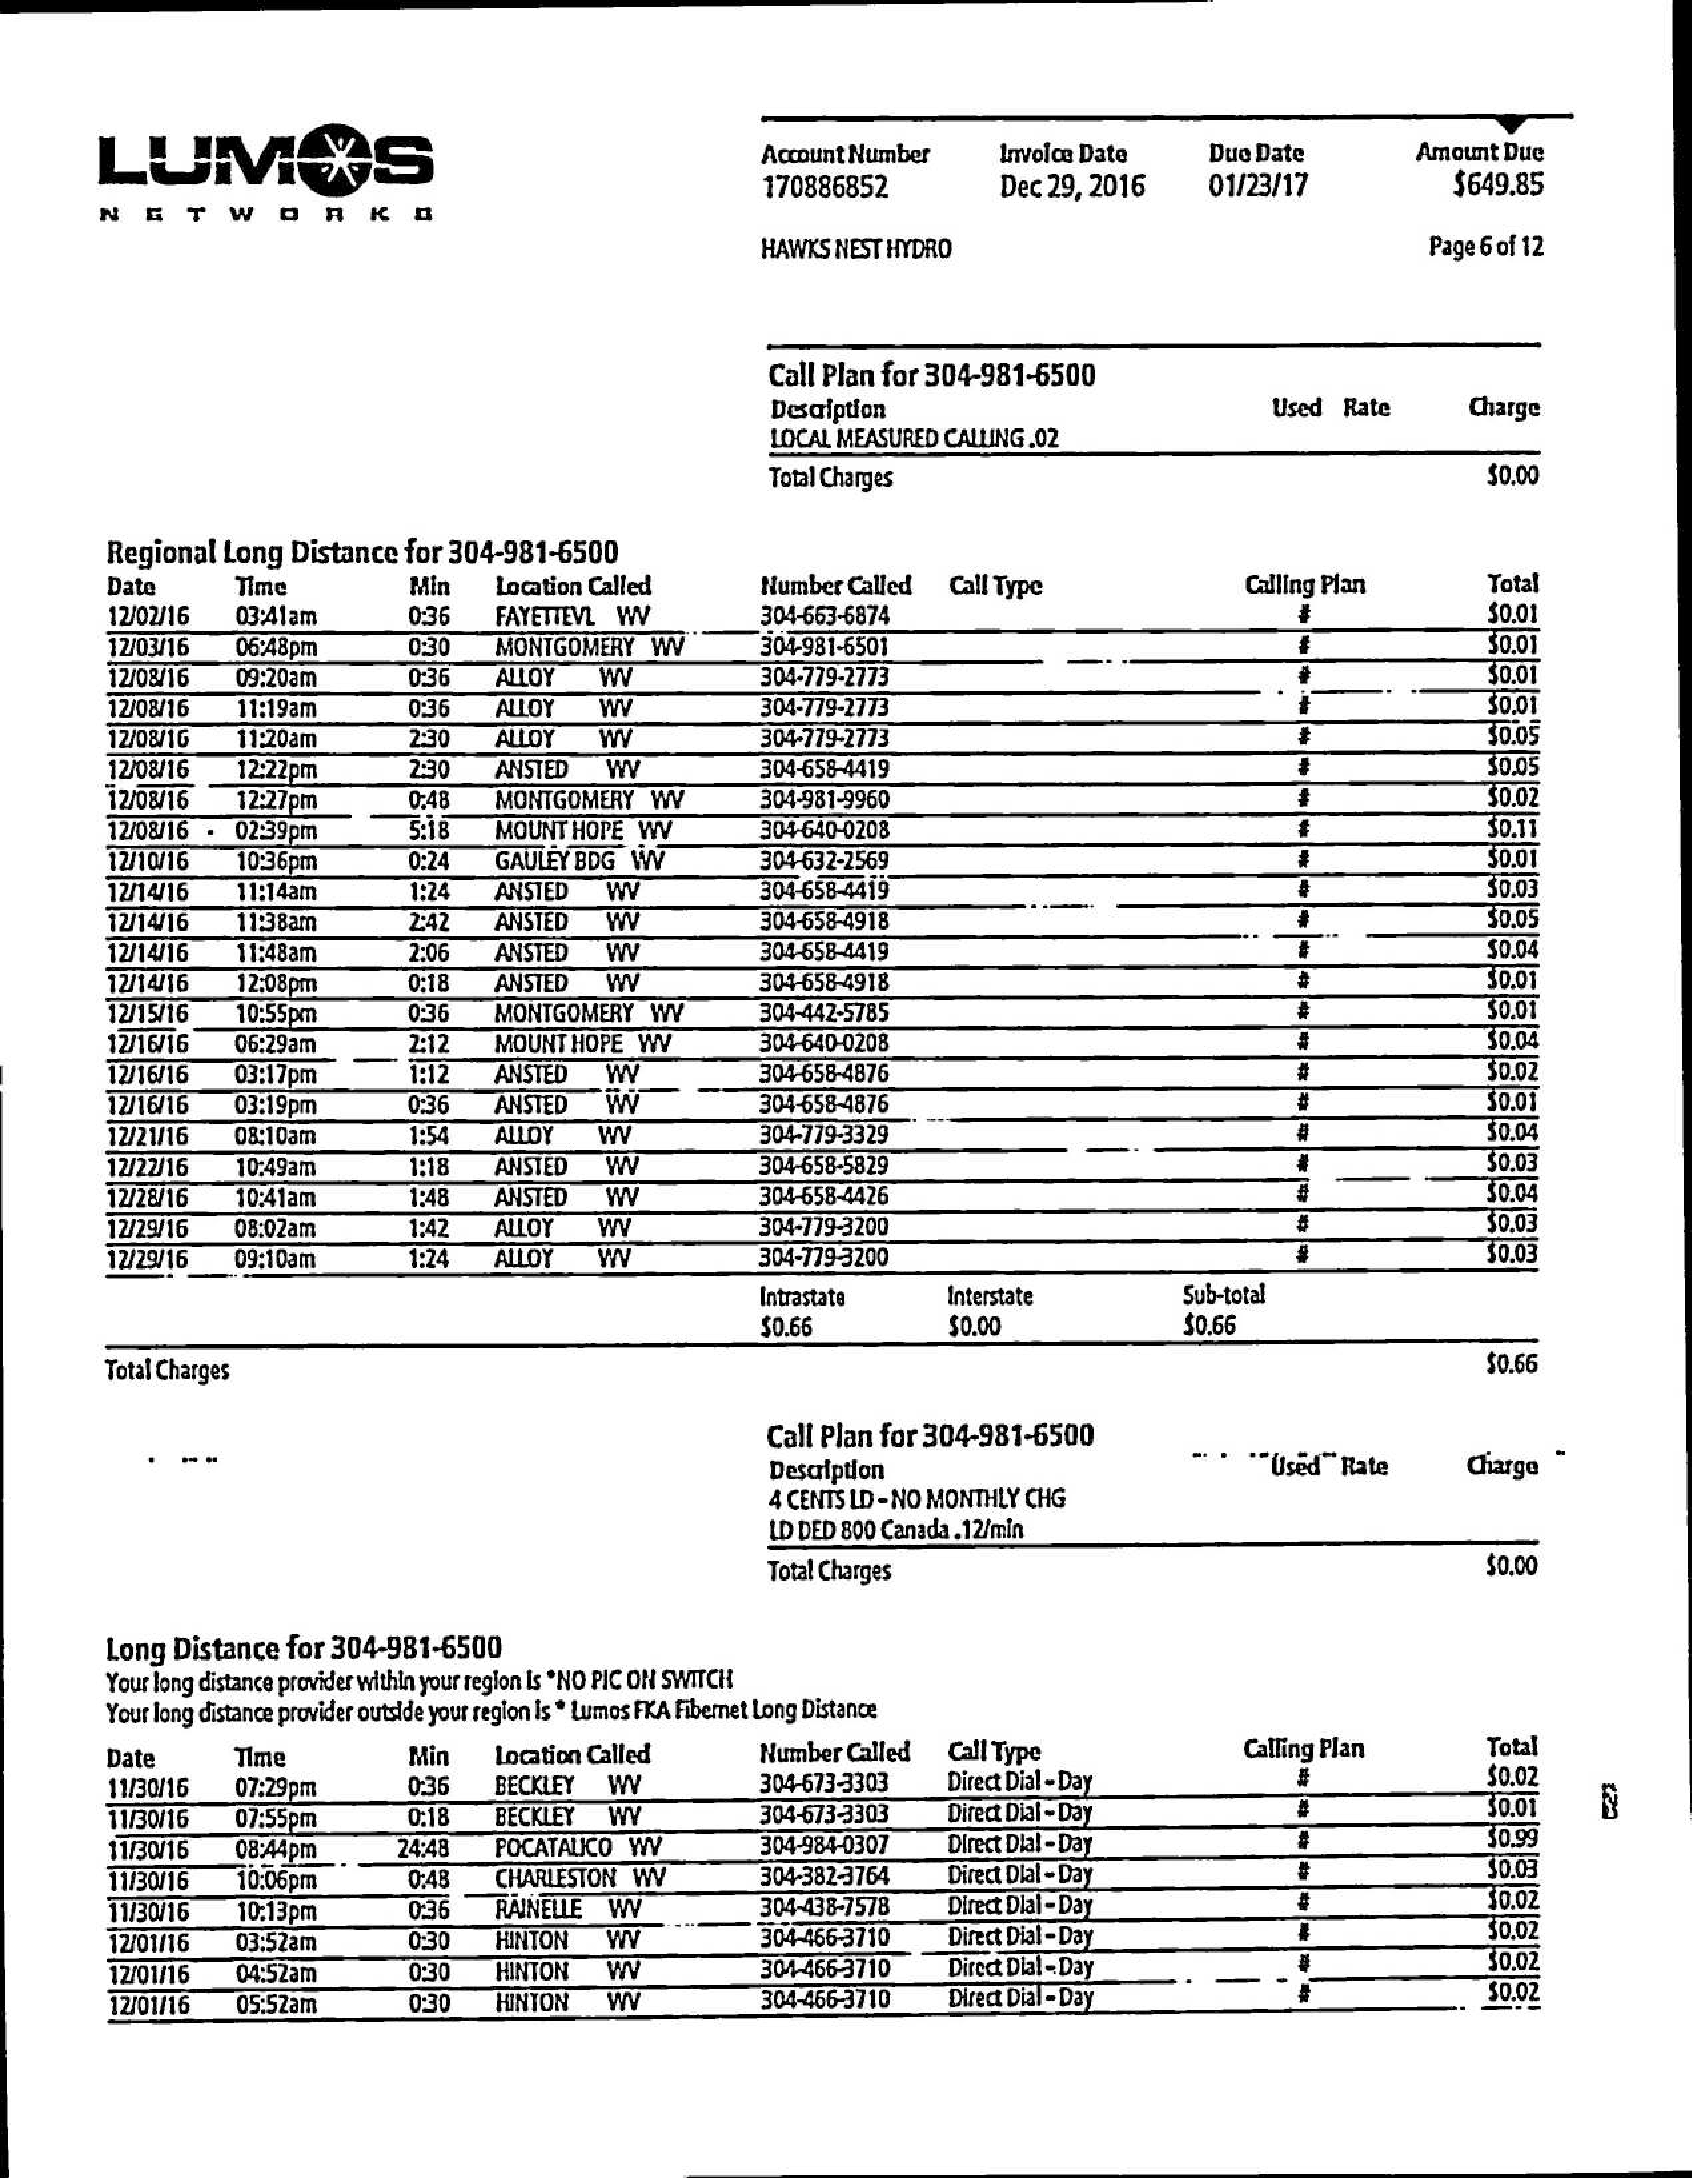 LUMOS
NETWORKS
Account Number Invoice Date Due Date Amount Due
170886852 Dec 29, 2016 01/23/17 $649.85
HAWKS NEST HYDRO Page 6 of 12
Call Plan for 304-981-6500
Description Used Rate Charge
LOCAL MEASURED CALLING .02
Total Charges $0.00
Regional Long Distance for 304-981-6500
Date Time Min Location Called Number Called Call Type Calling Plan Total
12/02/16 03:41am 0:36 FAYETTEVL WV 304-663-6874 # $0.01
12/03/16 06:48pm 0:30 MONTGOMERY WV 304-981-6501 # $0.01
12/08/16 09:20am 0:36 ALLOY WV 304-779-2773 # $0.01
12/08/16 11:19am 0:36 ALLOY WV 304-779-2773 # $0.01
12/08/16 11:20am 2:30 ALLOY WV 304-779-2773 # $0.05
12/08/16 12:22pm 2:30 ANSTED WV 304-658-4419 # $0.05
12/08/16 12:27pm 0:48 MONTGOMERY WV 304-981-9960 # $0.02
12/08/16 02:39pm 5:18 MOUNT HOPE WV 304-640-0208 # $0.11
12/10/16 10:36pm 0:24 GAULEY BDG WV 304-632-2569 # $0.01
12/14/16 11:14am 1:24 ANSTED WV 304-658-4419 # $0.03
12/14/16 11:38am 2:42 ANSTED WV 304-658-4918 # $0.05
12/14/16 11:48am 2:06 ANSTED WV 304-658-4419 # $0.04
12/14/16 12:08pm 0:18 ANSTED WV 304-658-4918 # $0.01
12/15/16 10:55pm 0:36 MONTGOMERY WV 304-442-5785 # $0.01
12/16/16 06:29am 2:12 MOUNT HOPE WV 304-640-0208 # $0.04
12/16/16 03:17pm 1:12 ANSTED WV 304-658-4876 # $0.02
12/16/16 03:19pm 0:36 ANSTED WV 304-658-4876 # $0.01
12/21/16 08:10am 1:54 ALLOY WV 304-779-3329 # $0.04
12/22/16 10:49am 1:18 ANSTED WV 304-658-5829 # $0.03
12/28/16 10:41am 1:48 ANSTED WV 304-658-4426 # $0.04
12/29/16 08:02am 1:42 ALLOY WV 304-779-3200 # $0.03
12/29/16 09:10am 1:24 ALLOY WV 304-779-3200 # $0.03
Intrastate Interstate Sub-total
$0.66 $0.00 $0.66
Total Charges $0.66
Call Plan for 304-981-6500
Description Used Rate Charge
4 CENTS LD - NO MONTHLY CHG
LD DED 800 Canada .12/min
Total Charges $0.00
Long Distance for 304-981-6500
Your long distance provider within your region is *NO PIC ON SWITCH
Your long distance provider outside your region is * Lumos FKA Fibernet Long Distance
Date Time Min Location Called Number Called Call Type Calling Plan Total
11/30/16 07:29pm 0:36 BECKLEY WV 304-673-3303 Direct Dial - Day # $0.02
11/30/16 07:55pm 0:18 BECKLEY WV 304-673-3303 Direct Dial - Day # $0.01
11/30/16 08:44pm 24:48 POCATALICO WV 304-984-0307 Direct Dial - Day # $0.99
11/30/16 10:06pm 0:48 CHARLESTON WV 304-382-3764 Direct Dial - Day # $0.03
11/30/16 10:13pm 0:36 RAINELLE WV 304-438-7578 Direct Dial - Day # $0.02
12/01/16 03:52am 0:30 HINTON WV 304-466-3710 Direct Dial - Day # $0.02
12/01/16 04:52am 0:30 HINTON WV 304-466-3710 Direct Dial - Day # $0.02
12/01/16 05:52am 0:30 HINTON WV 304-466-3710 Direct Dial - Day # $0.02